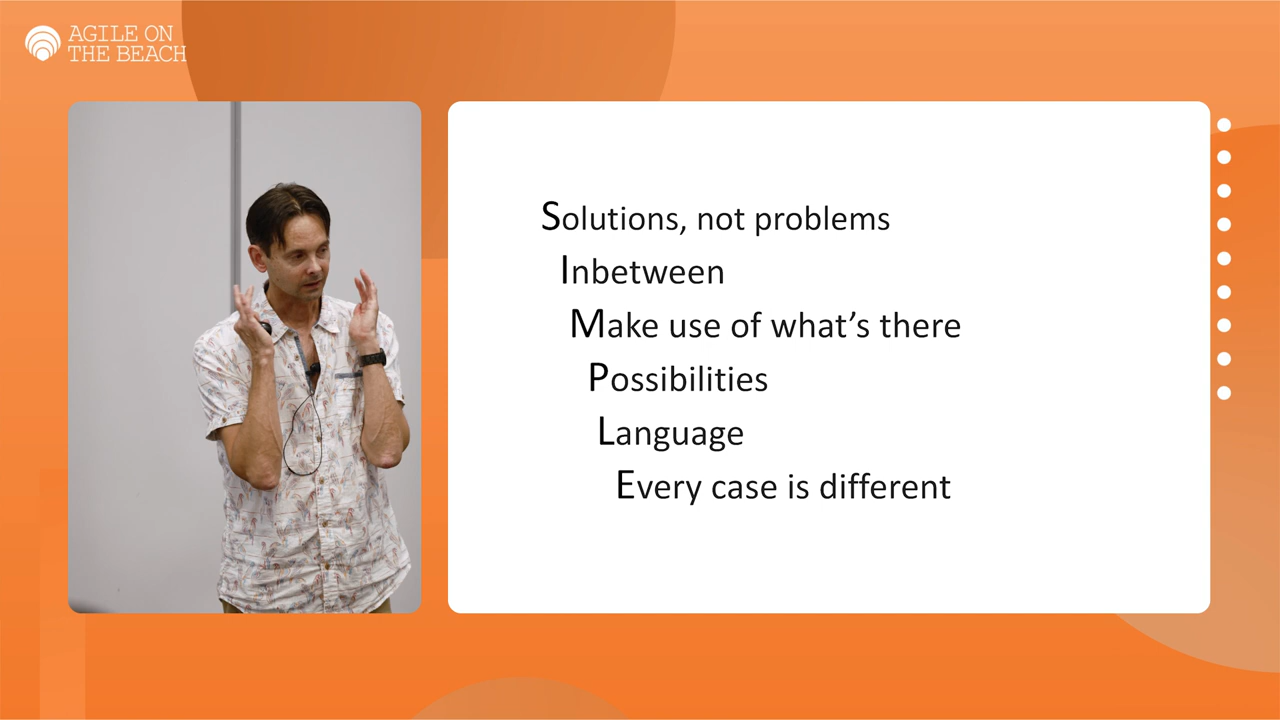 AGILE ON
THE BEACH
Solutions, not problems
Inbetween
Make use of what’s there
Possibilities
Language
Every case is different